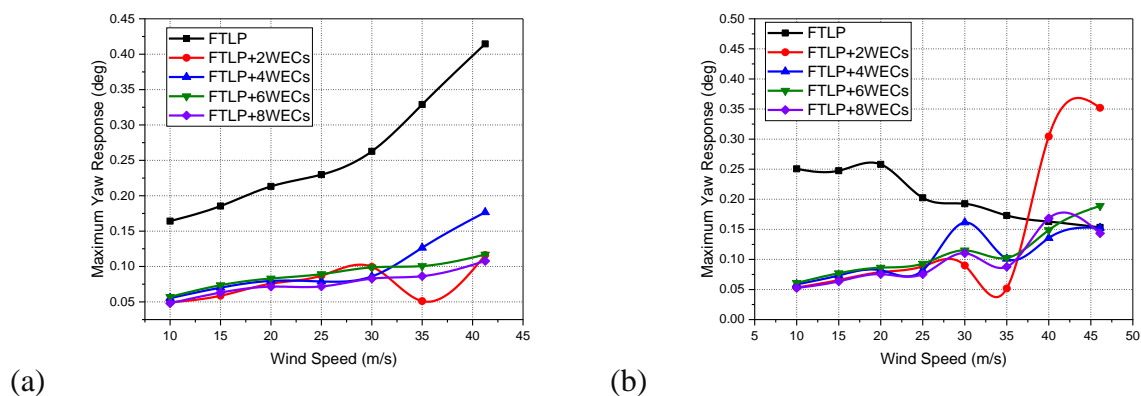 0.45
0.40
0.35
0.30
0.25
0.20
0.15
0.10
0.05
Maximum Yaw Response (deg)
FTLP
FTLP+2WECs
FTLP+4WECs
FTLP+6WECs
FTLP+8WECs
10 15 20 25 30 35 40 45
Wind Speed (m/s)
(a)
0.50
0.45
0.40
0.35
0.30
0.25
0.20
0.15
0.10
0.05
0.00
Maximum Yaw Response (deg)
FTLP
FTLP+2WECs
FTLP+4WECs
FTLP+6WECs
FTLP+8WECs
5 10 15 20 25 30 35 40 45 50
Wind Speed (m/s)
(b)